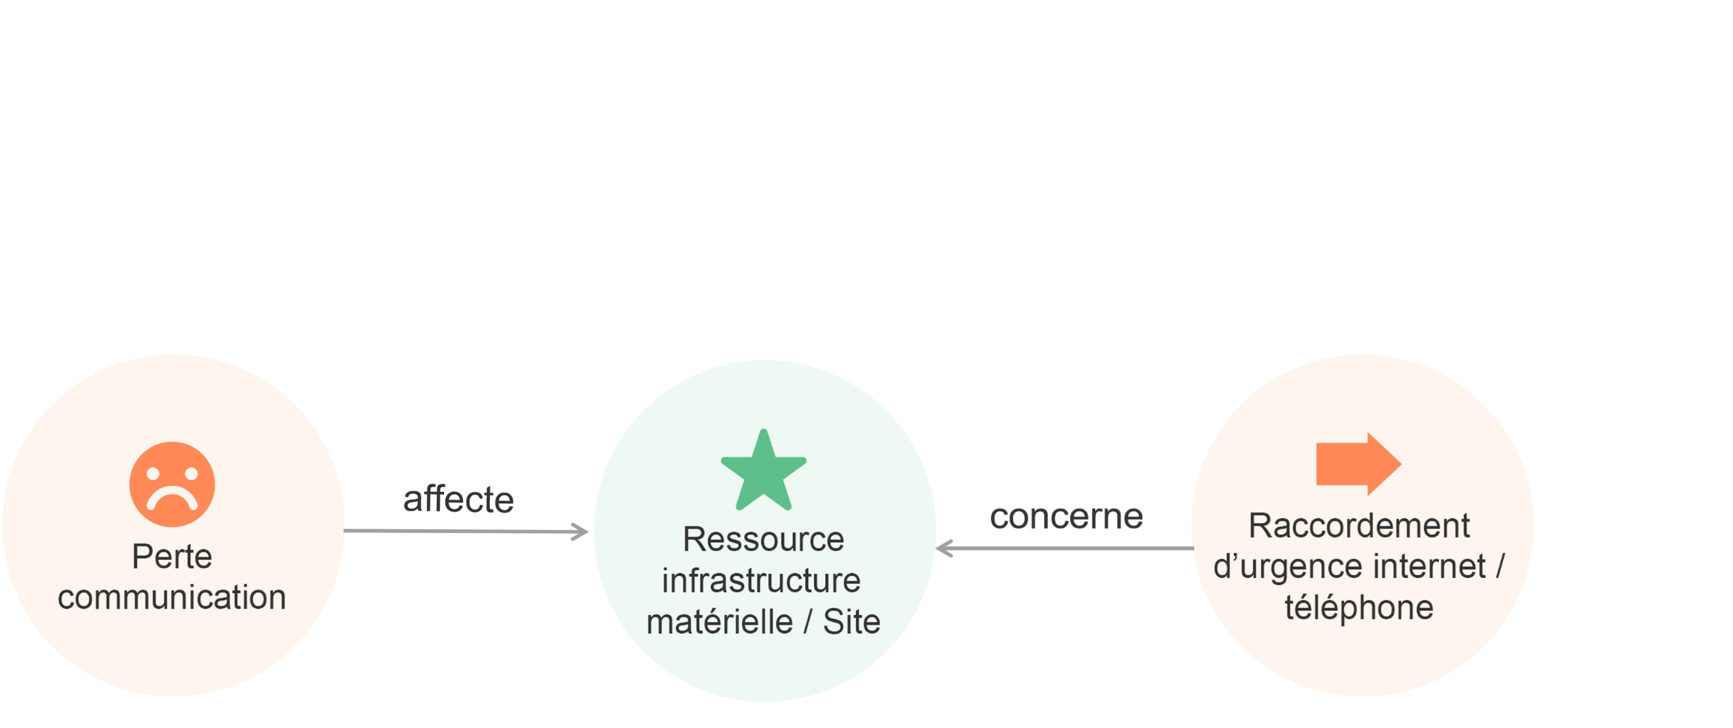 Perte
communication
affecte
Ressource
infrastructure
matérielle / Site
concerne
Raccordement
d’urgence internet /
téléphone